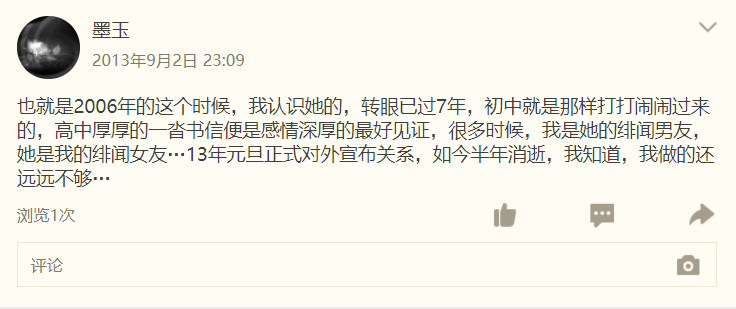 墨玉
2013年9月2日 23:09
也就是2006年的这个时候，我认识她的，转眼已过7年，初中就是那样打打闹闹过来
的，高中厚厚的一沓书信便是感情深厚的最好见证，很多时候，我是她的绯闻男友，
她是我的绯闻女友…13年元旦正式对外宣布关系，如今半年消逝，我知道，我做的还
远远不够…
浏览1次
评论